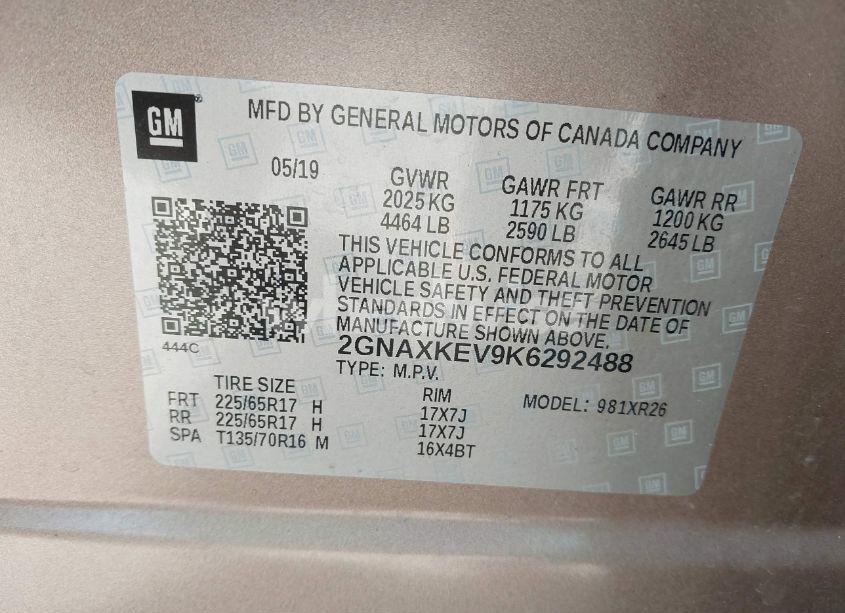 GM
MFD BY GENERAL MOTORS OF CANADA COMPANY
05/19
GVWR
2025 KG
4464 LB
GAWR FRT
1175 KG
2590 LB
GAWR RR
1200 KG
2645 LB
THIS VEHICLE CONFORMS TO ALL
APPLICABLE U.S. FEDERAL MOTOR
VEHICLE SAFETY AND THEFT PREVENTION
STANDARDS IN EFFECT ON THE DATE OF
MANUFACTURE SHOWN ABOVE.
444C
2GNAXKEV9K6292488
TYPE: M.P.V.
MODEL: 981XR26
TIRE SIZE
FRT 225/65R17 H
RR 225/65R17 H
SPA T135/70R16 M
RIM
17X7J
17X7J
16X4BT